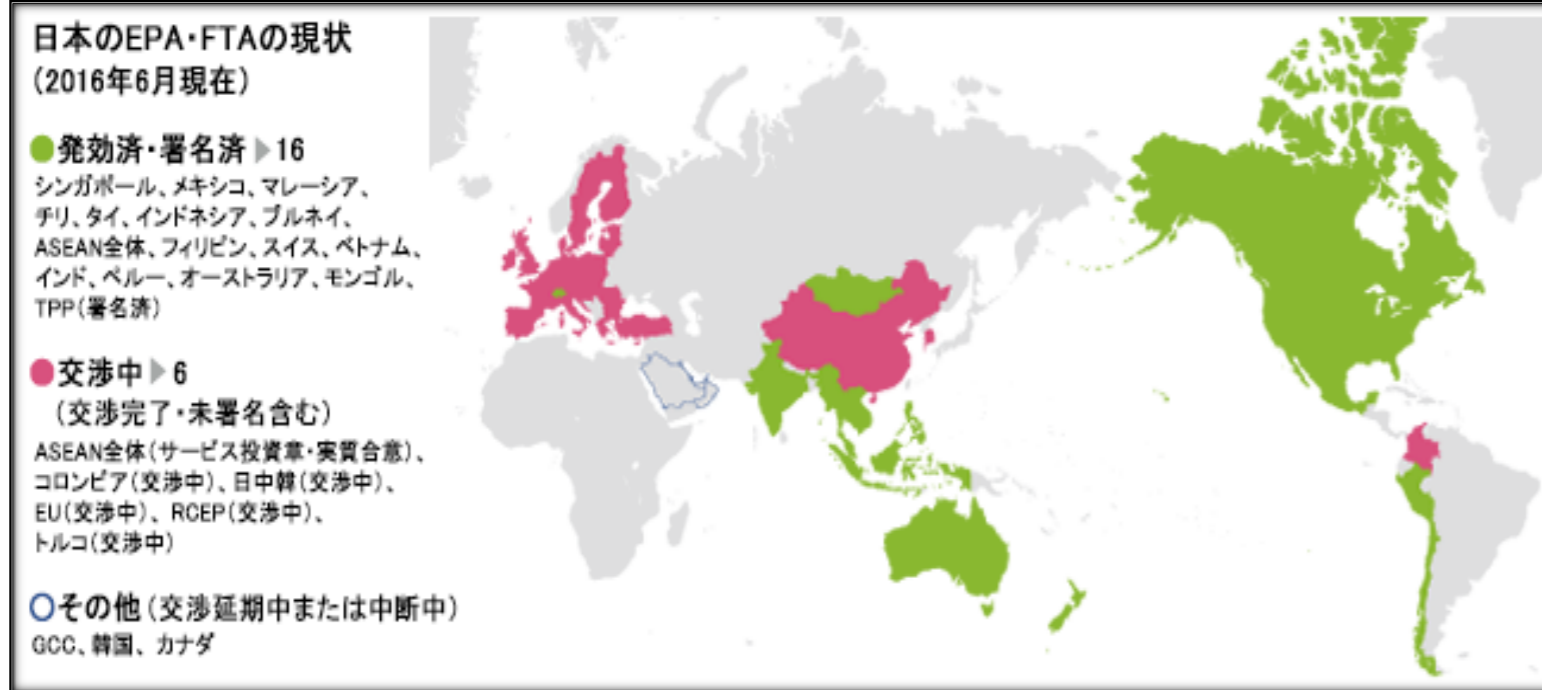 日本のEPA・FTAの現状
(2016年6月現在)
●発効済・署名済▶16
シンガポール、メキシコ、マレーシア、
チリ、タイ、インドネシア、ブルネイ、
ASEAN全体、フィリピン、スイス、ベトナム、
インド、ペルー、オーストラリア、モンゴル、
TPP(署名済)
●交渉中▶6
(交渉完了・未署名含む)
ASEAN全体(サービス投資章・実質合意)、
コロンビア(交渉中)、日中韓(交渉中)、
EU(交渉中)、RCEP(交渉中)、
トルコ(交渉中)
○その他(交渉延期中または中断中)
GCC、韓国、カナダ